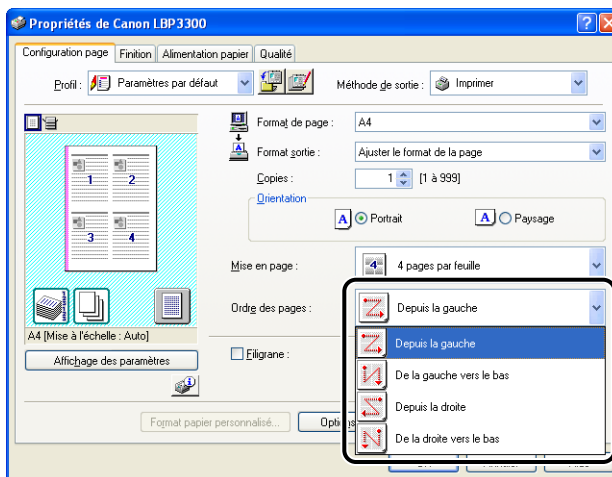 Propriétés de Canon LBP3300
Configuration page Finition Alimentation papier Qualité
Profil : Paramètres par défaut Méthode de sortie : Imprimer
Format de page : A4
Format sortie : Ajuster le format de la page
Copies : 1 [1 à 999]
Orientation
A Portrait A Paysage
1 2
3 4
Mise en page : 4 4 pages par feuille
Ordre des pages : Depuis la gauche
Depuis la gauche
De la gauche vers le bas
Depuis la droite
De la droite vers le bas
A4 [Mise à l'échelle : Auto]
Affichage des paramètres
Filigrane :
Format papier personnalisé...